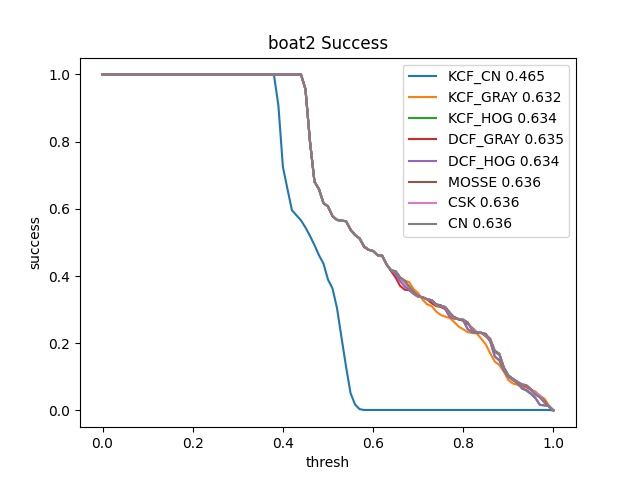 boat2 Success
success
1.0
0.8
0.6
0.4
0.2
0.0
KCF_CN 0.465
KCF_GRAY 0.632
KCF_HOG 0.634
DCF_GRAY 0.635
DCF_HOG 0.634
MOSSE 0.636
CSK 0.636
CN 0.636
0.0 0.2 0.4 0.6 0.8 1.0
thresh